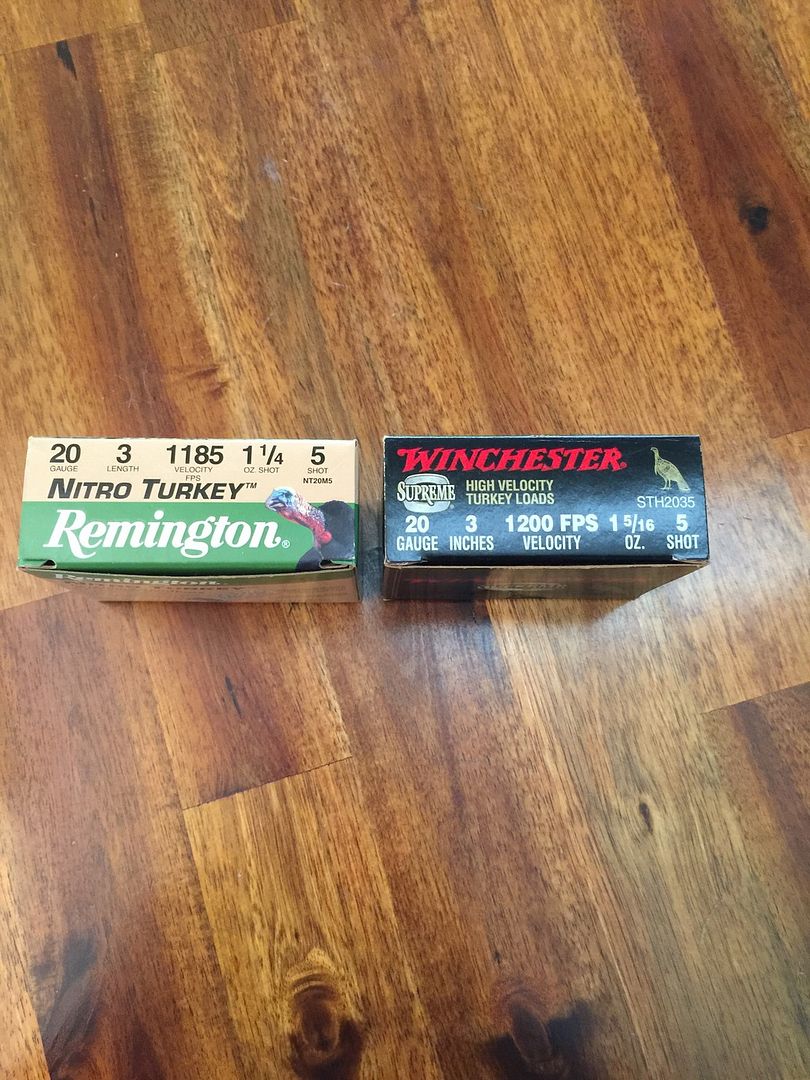 20 3 1185 1 1/4 5
GAUGE LENGTH VELOCITY OZ. SHOT SHOT
FPS NT20M5
NITRO TURKEY™
Remington®
Remington
WINCHESTER®
SUPREME HIGH VELOCITY
TURKEY LOADS
STH2035
20 3 1200 FPS 1 5/16 5
GAUGE INCHES VELOCITY OZ. SHOT